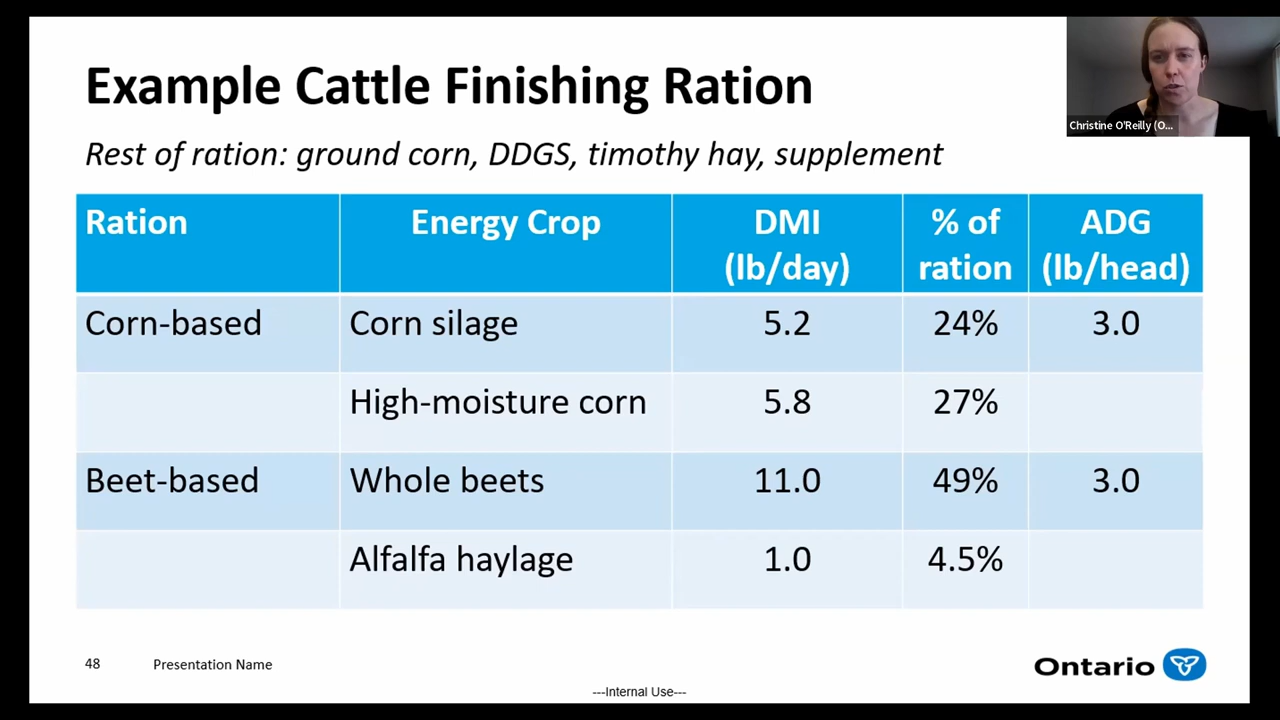 Example Cattle Finishing Ration
Christine O'Reilly (O...
Rest of ration: ground corn, DDGS, timothy hay, supplement
Ration Energy Crop DMI (lb/day) % of ration ADG (lb/head)
Corn-based Corn silage 5.2 24% 3.0
High-moisture corn 5.8 27%
Beet-based Whole beets 11.0 49% 3.0
Alfalfa haylage 1.0 4.5%
48 Presentation Name
Ontario
---Internal Use---